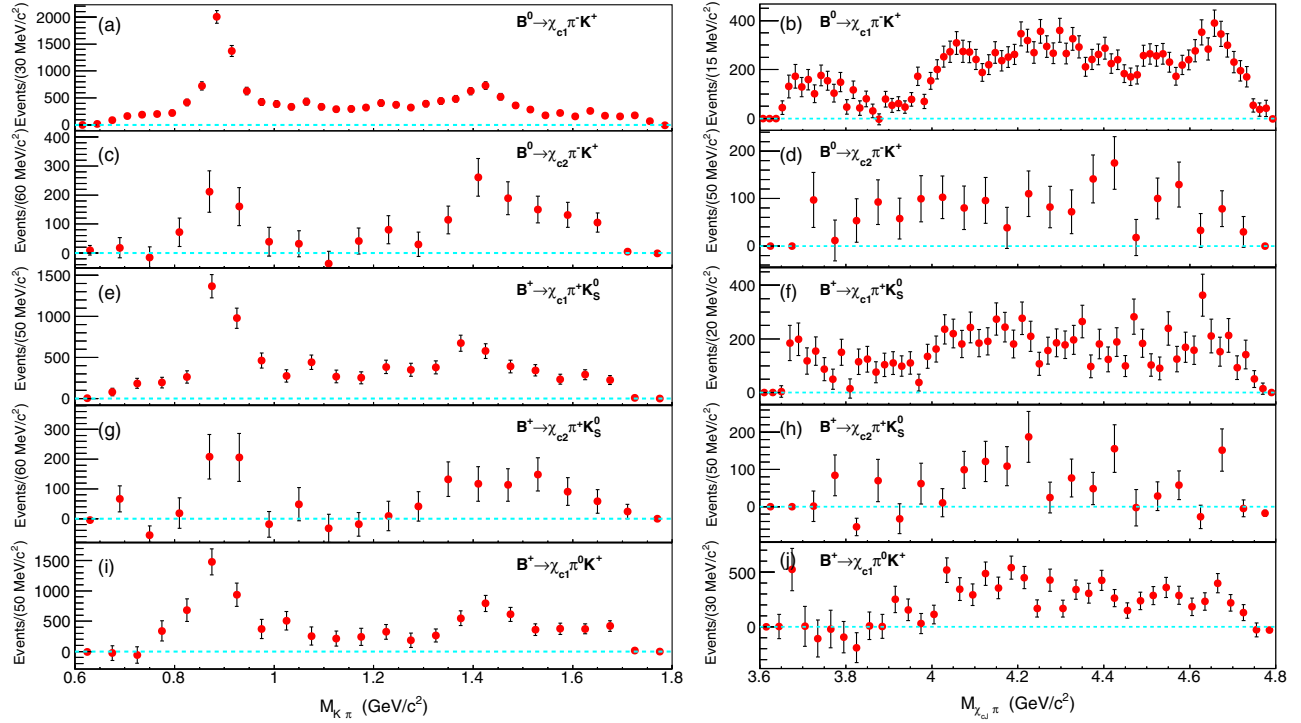 (a) B⁰→χc1π⁻K⁺
Events/(30 MeV/c²)
2000
1500
1000
500
0
(b) B⁰→χc1π⁻K⁺
Events/(15 MeV/c²)
400
200
0
(c) B⁰→χc2π⁻K⁺
Events/(60 MeV/c²)
400
300
200
100
0
(d) B⁰→χc2π⁻K⁺
Events/(50 MeV/c²)
200
100
0
(e) B⁺→χc1π⁺K⁰S
Events/(50 MeV/c²)
1500
1000
500
0
(f) B⁺→χc1π⁺K⁰S
Events/(20 MeV/c²)
400
200
0
(g) B⁺→χc2π⁺K⁰S
Events/(60 MeV/c²)
300
200
100
0
(h) B⁺→χc2π⁺K⁰S
Events/(50 MeV/c²)
200
100
0
(i) B⁺→χc1π⁰K⁺
Events/(50 MeV/c²)
1500
1000
500
0
(j) B⁺→χc1π⁰K⁺
Events/(30 MeV/c²)
500
0
0.6 0.8 1 1.2 1.4 1.6 1.8
M K π (GeV/c²)
3.6 3.8 4 4.2 4.4 4.6 4.8
M χcJ π (GeV/c²)